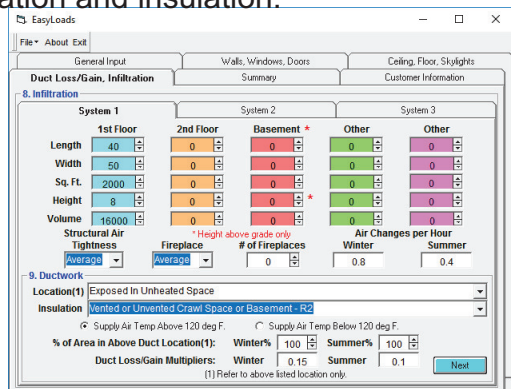 ation and insulation.
EasyLoads
File About Exit
General Input Walls, Windows, Doors Ceiling, Floor, Skylights
Duct Loss/Gain, Infiltration Summary Customer Information
8. Infiltration
System 1 System 2 System 3
1st Floor 2nd Floor Basement * Other Other
Length 40 0 0 0 0
Width 50 0 0 0 0
Sq. Ft. 2000 0 0 0 0
Height 8 0 0 * 0 0
Volume 16000 0 0 0 0
Structural Air * Height above grade only Air Changes per Hour
Tightness Fireplace # of Fireplaces Winter Summer
Average Average 0 0.8 0.4
9. Ductwork
Location(1) Exposed In Unheated Space
Insulation Vented or Unvented Crawl Space or Basement - R2
Supply Air Temp Above 120 deg F. Supply Air Temp Below 120 deg F.
% of Area in Above Duct Location(1): Winter% 100 Summer% 100
Duct Loss/Gain Multipliers: Winter 0.15 Summer 0.1 Next
(1) Refer to above listed location only.